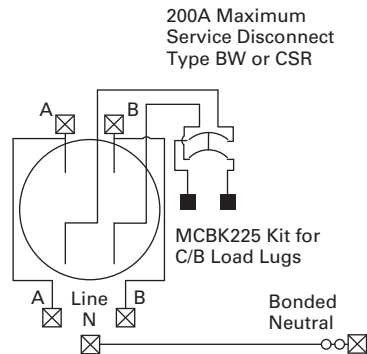 200A Maximum
Service Disconnect
Type BW or CSR
A
B
MCBK225 Kit for
C/B Load Lugs
A
Line
B
N
Bonded
Neutral